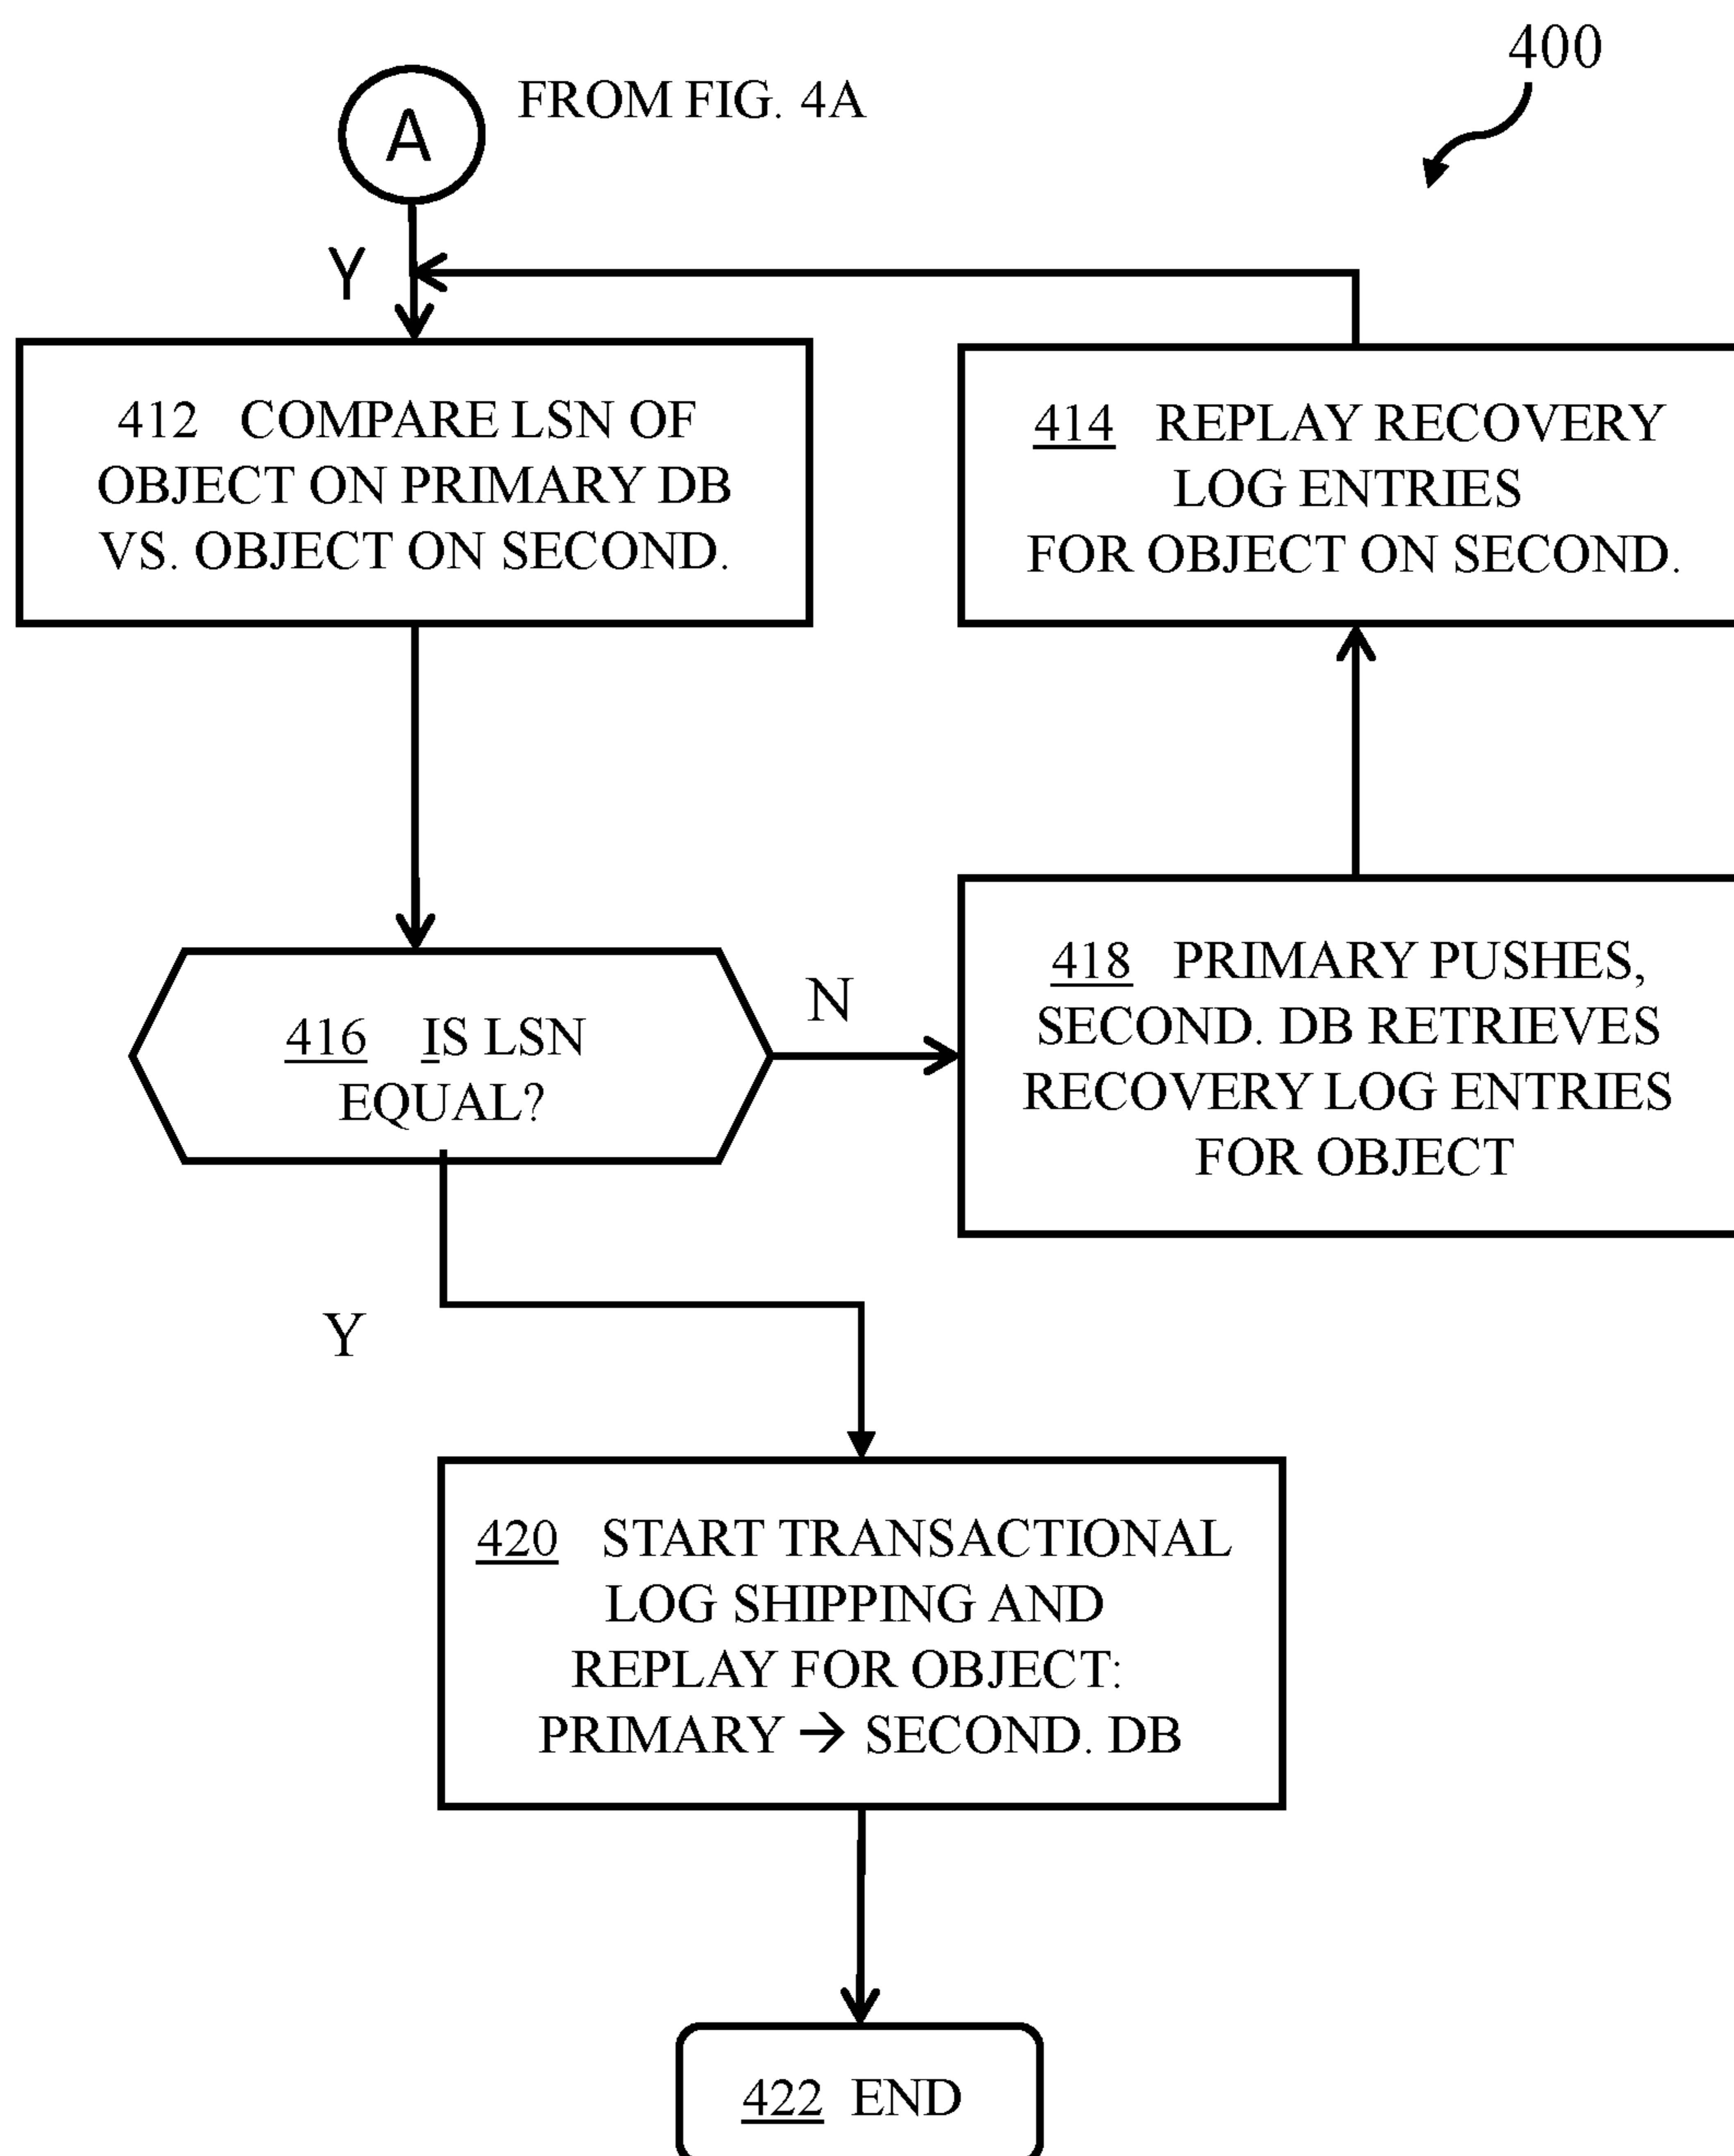 400
A
FROM FIG. 4A
Y
412 COMPARE LSN OF
OBJECT ON PRIMARY DB
VS. OBJECT ON SECOND.
414 REPLAY RECOVERY
LOG ENTRIES
FOR OBJECT ON SECOND.
416 IS LSN
EQUAL?
N
418 PRIMARY PUSHES,
SECOND. DB RETRIEVES
RECOVERY LOG ENTRIES
FOR OBJECT
Y
420 START TRANSACTIONAL
LOG SHIPPING AND
REPLAY FOR OBJECT:
PRIMARY → SECOND. DB
422 END